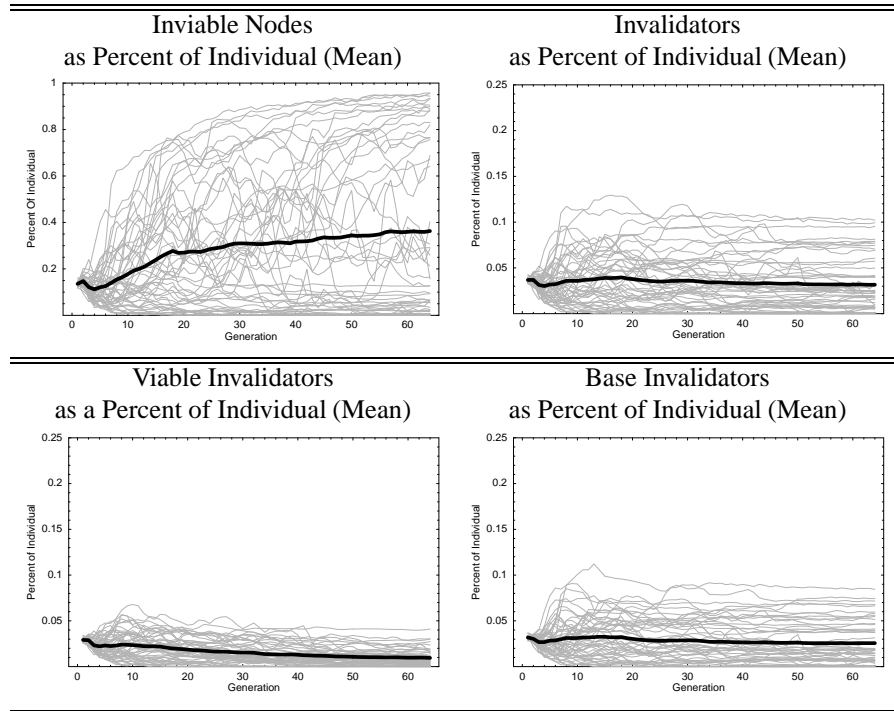 Inviable Nodes
as Percent of Individual (Mean)
1
0.8
0.6
0.4
0.2
Percent Of Individual
0 10 20 30 40 50 60
Generation
Invalidators
as Percent of Individual (Mean)
0.25
0.2
0.15
0.1
0.05
Percent of Individual
0 10 20 30 40 50 60
Generation
Viable Invalidators
as a Percent of Individual (Mean)
0.25
0.2
0.15
0.1
0.05
Percent of Individual
0 10 20 30 40 50 60
Generation
Base Invalidators
as Percent of Individual (Mean)
0.25
0.2
0.15
0.1
0.05
Percent of Individual
0 10 20 30 40 50 60
Generation